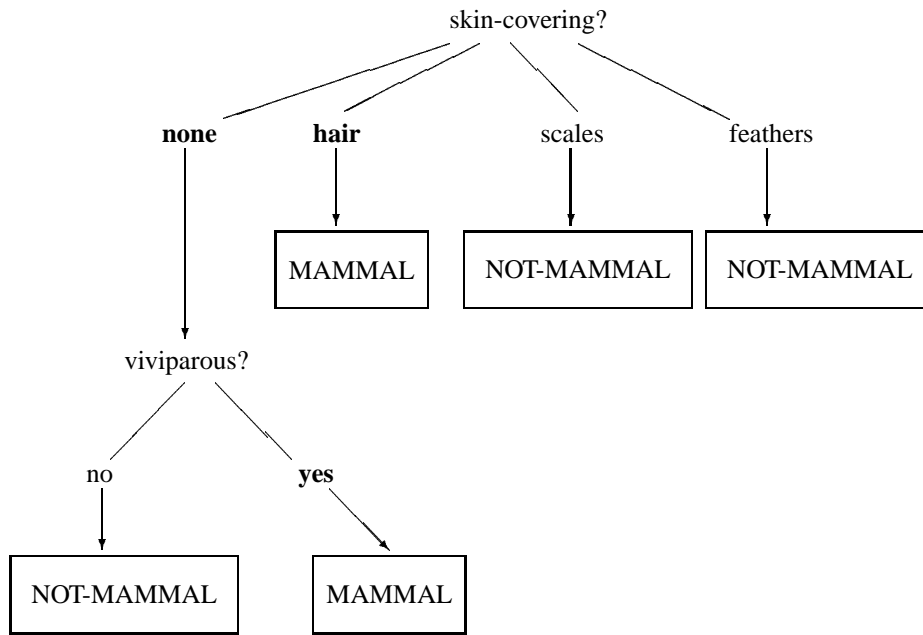 skin-covering?
none
hair
scales
feathers
MAMMAL
NOT-MAMMAL
NOT-MAMMAL
viviparous?
no
yes
NOT-MAMMAL
MAMMAL